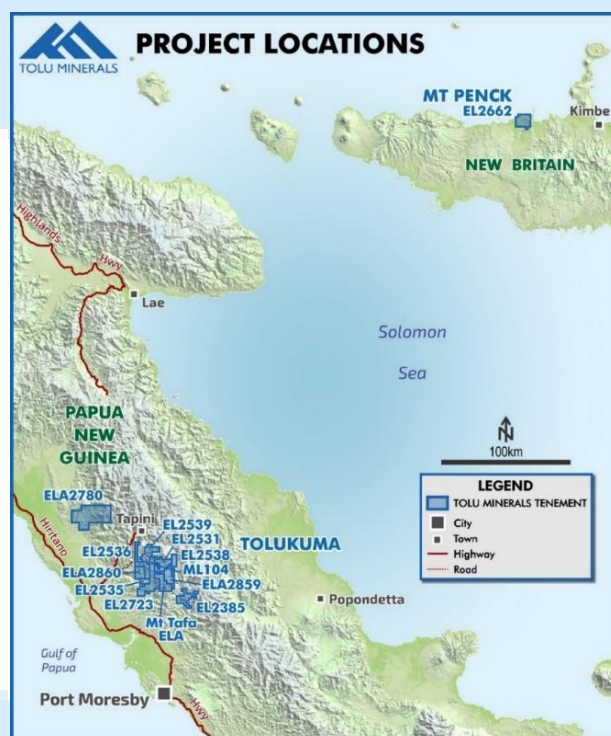 TOLU MINERALS
PROJECT LOCATIONS
MT PENCK
EL2662
Kimbe
NEW BRITAIN
Highlands
Hwy
Lae
Solomon
Sea
PAPUA
NEW
GUINEA
N
100km
LEGEND
TOLU MINERALS TENEMENT
City
Town
Highway
Road
ELA2780
Hiritano
Tapini
EL2539
EL2531
EL2536
EL2538
TOLUKUMA
ML104
ELA2860
ELA2859
EL2535
EL2723
EL2385
Mt Tafa
ELA
Popondetta
Gulf of
Papua
Port Moresby
Hwy